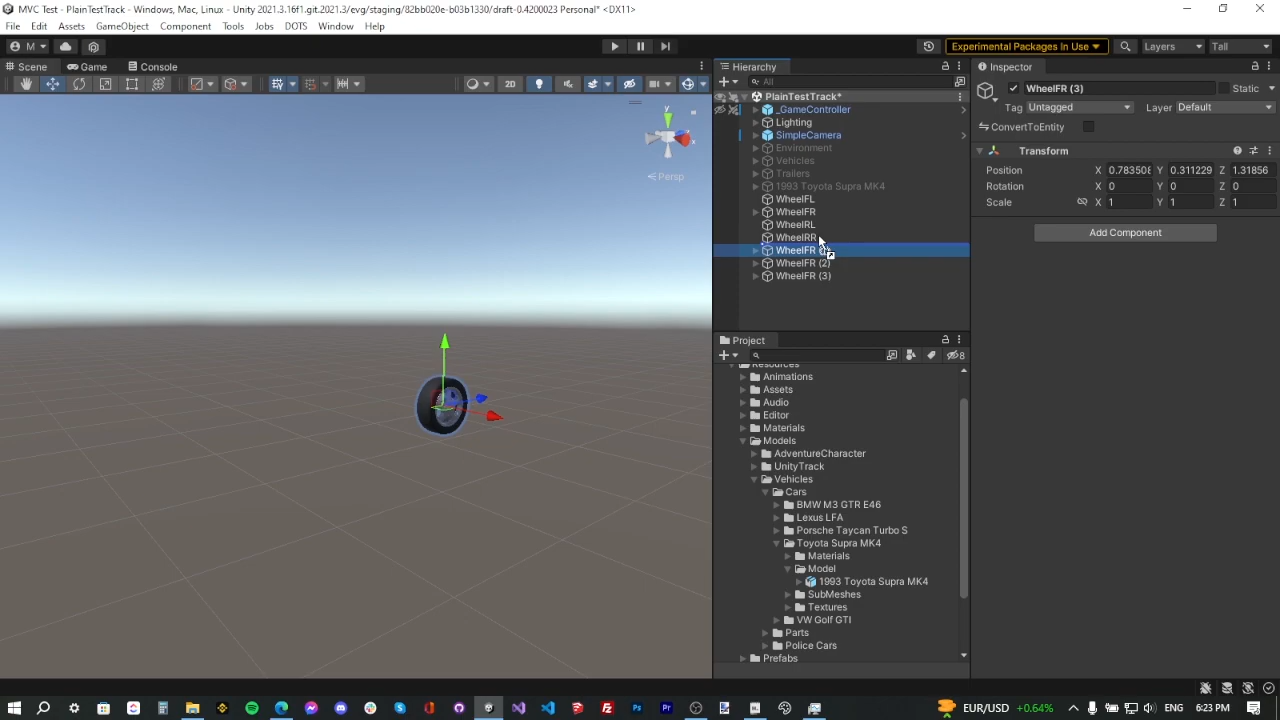 MVC Test - PlainTestTrack - Windows, Mac, Linux - Unity 2021.3.16f1.git.2021.3/evg/staging/82bb020e-b03b1330/draft-0.4200023 Personal* <DX11>
File Edit Assets GameObject Component Tools Jobs DOTS Window Help
M Experimental Packages In Use Layers Tall
Scene Game Console
2D
y
x
Persp
Hierarchy
All
PlainTestTrack*
_GameController
Lighting
SimpleCamera
Environment
Vehicles
Trailers
1993 Toyota Supra MK4
WheelFL
WheelFR
WheelRL
WheelRR
WheelFR
WheelFR (2)
WheelFR (3)
Project
8
Resources
Animations
Assets
Audio
Editor
Materials
Models
AdventureCharacter
UnityTrack
Vehicles
Cars
BMW M3 GTR E46
Lexus LFA
Porsche Taycan Turbo S
Toyota Supra MK4
Materials
Model
1993 Toyota Supra MK4
SubMeshes
Textures
VW Golf GTI
Parts
Police Cars
Prefabs
Inspector
WheelFR (3) Static
Tag Untagged Layer Default
ConvertToEntity
Transform
Position X 0.783508 Y 0.311229 Z 1.31856
Rotation X 0 Y 0 Z 0
Scale X 1 Y 1 Z 1
Add Component
EUR/USD +0.64% 6:23 PM